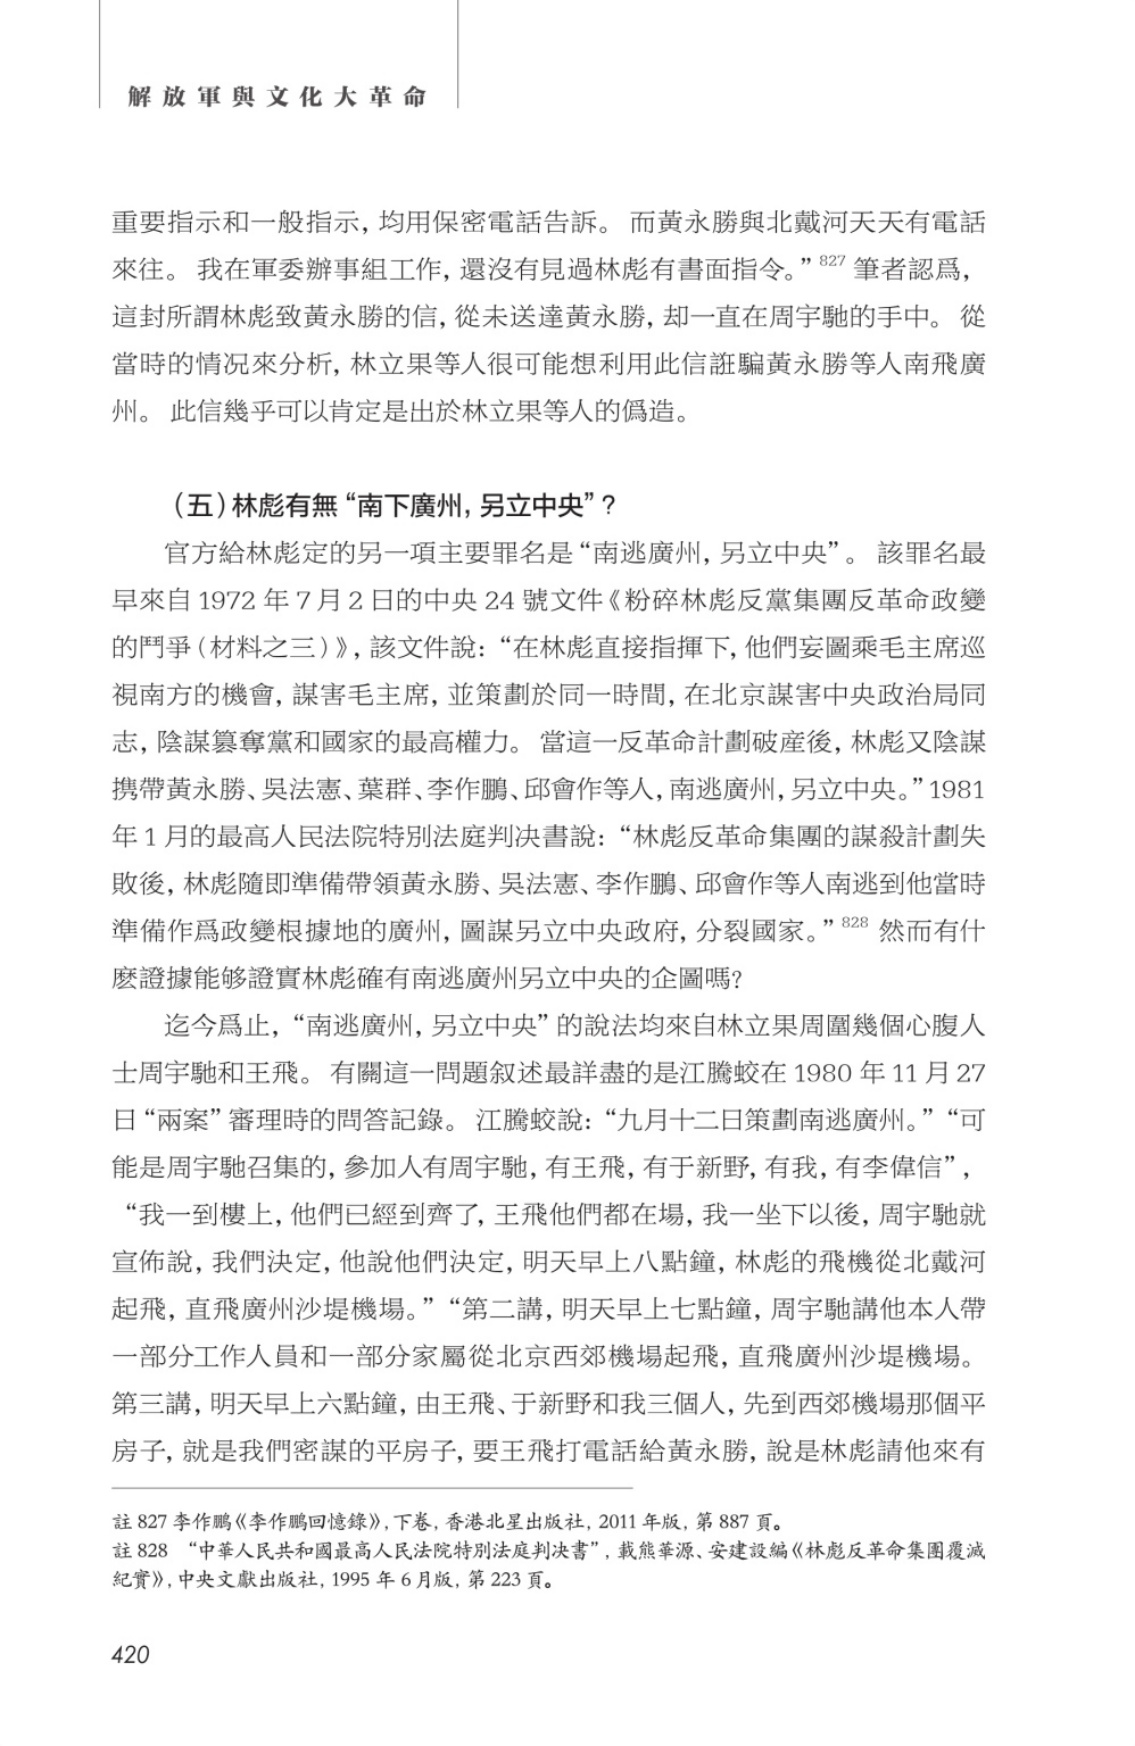 解放軍與文化大革命
重要指示和一般指示，均用保密電話告訴。 而黃永勝與北戴河天天有電話
來往。 我在軍委辦事組工作，還沒有見過林彪有書面指令。”827 筆者認爲，
這封所謂林彪致黃永勝的信，從未送達黃永勝，却一直在周宇馳的手中。 從
當時的情況來分析，林立果等人很可能想利用此信誑騙黃永勝等人南飛廣
州。 此信幾乎可以肯定是出於林立果等人的僞造。
（五）林彪有無“南下廣州，另立中央”？
官方給林彪定的另一項主要罪名是“南逃廣州，另立中央”。 該罪名最
早來自 1972 年 7 月 2 日的中央 24 號文件《粉碎林彪反黨集團反革命政變
的鬥爭（材料之三）》，該文件說：“在林彪直接指揮下，他們妄圖乘毛主席巡
視南方的機會，謀害毛主席，並策劃於同一時間，在北京謀害中央政治局同
志，陰謀篡奪黨和國家的最高權力。 當這一反革命計劃破産後，林彪又陰謀
携帶黃永勝、吳法憲、葉群、李作鵬、邱會作等人，南逃廣州，另立中央。”1981
年 1 月的最高人民法院特別法庭判决書說：“林彪反革命集團的謀殺計劃失
敗後，林彪隨即準備帶領黃永勝、吳法憲、李作鵬、邱會作等人南逃到他當時
準備作爲政變根據地的廣州，圖謀另立中央政府，分裂國家。”828 然而有什
麽證據能够證實林彪確有南逃廣州另立中央的企圖嗎？
迄今爲止，“南逃廣州，另立中央”的說法均來自林立果周圍幾個心腹人
士周宇馳和王飛。 有關這一問題叙述最詳盡的是江騰蛟在 1980 年 11 月 27
日“兩案”審理時的問答記錄。 江騰蛟說：“九月十二日策劃南逃廣州。”“可
能是周宇馳召集的，參加人有周宇馳，有王飛，有于新野，有我，有李偉信”，
“我一到樓上，他們已經到齊了，王飛他們都在場，我一坐下以後，周宇馳就
宣佈說，我們決定，他說他們決定，明天早上八點鐘，林彪的飛機從北戴河
起飛，直飛廣州沙堤機場。”“第二講，明天早上七點鐘，周宇馳講他本人帶
一部分工作人員和一部分家屬從北京西郊機場起飛，直飛廣州沙堤機場。
第三講，明天早上六點鐘，由王飛、于新野和我三個人，先到西郊機場那個平
房子，就是我們密謀的平房子，要王飛打電話給黃永勝，說是林彪請他來有
註 827 李作鵬《李作鵬回憶錄》，下卷，香港北星出版社，2011 年版，第 887 頁。
註 828 “中華人民共和國最高人民法院特別法庭判决書”，載熊華源、安建設編《林彪反革命集團覆滅
紀實》，中央文獻出版社，1995 年 6 月版，第 223 頁。
420